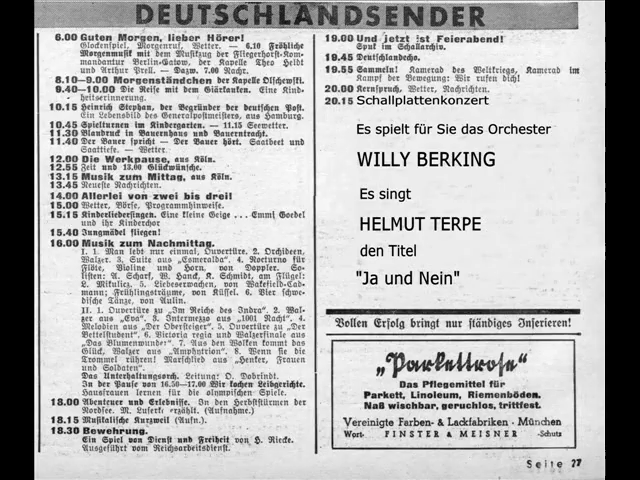 DEUTSCHLANDSENDER
6.00 Guten Morgen, lieber Hörer!
Glockenspiel, Morgenruf, Wetter. — 6.10 Fröhliche
Morgenmusik mit dem Musikzug der Fliegerhorst-Kom-
mandantur Berlin-Gatow, der Kapelle Theo Heldt
und Arthur Prell. — Dazw. 7.00 Nachr.
8.10—9.00 Morgenständchen der Kapelle Olschewski.
9.40—10.00 Die Reise mit dem Giärkanten. Eine Kind-
heitserinnerung.
10.15 Heinrich Stephan, der Begründer der deutschen Post.
Ein Lebensbild des Generalpostmeisters, aus Hamburg.
10.45 Spielturnen im Kindergarten. — 11.15 Seewetter.
11.30 Blaudruck in Bauernhaus und Bauerntracht.
11.40 Der Bauer spricht — Der Bauer hört. Saatbeet und
Saattiefe. — Wetter.
12.00 Die Werkpause, aus Köln.
12.55 Zeit und 13.00 Glückwünsche.
13.15 Musik zum Mittag, aus Köln.
13.45 Neueste Nachrichten.
14.00 Allerlei von zwei bis drei!
15.00 Wetter, Börse, Programmhinweise.
15.15 Kinderliedersingen. Eine kleine Geige ... Emmi Goedel
und ihr Kinderchor
15.40 Jungmädel fliegen!
16.00 Musik zum Nachmittag.
I. 1. Man lebt nur einmal, Ouvertüre. 2. Orchideen,
Walzer. 3. Suite aus „Esmeralda". 4. Nocturno für
Flöte, Violine und Horn, von Doppler. So-
listen: A. Scharf, W. Hanck, K. Schmidt, am Flügel:
L. Mikulicz. 5. Liebeserwachen, von Wakefield-Cad-
mann; Frühlingsträume, von Küssel. 6. Vier schwe-
dische Tänze, von Aulin.
II. 1. Ouvertüre zu „Im Reiche des Indra". 2. Wal-
zer aus „Eva". 3. Intermezzo aus „1001 Nacht". 4.
Melodien aus „Der Obersteiger". 5. Ouvertüre zu „Der
Bettelstudent". 6. Victoria regia und Walzerfinale aus
„Das Blumenwunder". 7. Aus den Wolken kommt das
Glück, Walzer aus „Amphytrion". 8. Wenn sie die
Trommel rühren! Marschlied aus „Henker, Frauen
und Soldaten".
Das Unterhaltungsorch. Leitung: O. Dobrindt.
In der Pause von 16.50—17.00 Wir kochen Leibgerichte.
Hausfrauen lernen für die olympischen Spiele.
18.00 Abenteuer und Erlebnisse. In den Herbststürmen der
Nordsee. M. Luserke erzählt. (Aufnahme.)
18.15 Musikalische Kurzweil (Aufn.).
18.30 Bewehrung.
Ein Spiel von Dienst und Freiheit von H. Riecke.
Ausgeführt vom Reichsarbeitsdienst.
19.00 Und jetzt ist Feierabend!
Spuk im Schallarchiv.
19.45 Deutschlandecho.
19.55 Sammeln! Kamerad des Weltkriegs, Kamerad im
Kampf der Bewegung: Wir rufen dich!
20.00 Kernspruch, Wetter, Nachrichten.
20.15 Schallplattenkonzert
Es spielt für Sie das Orchester
WILLY BERKING
Es singt
HELMUT TERPE
den Titel
"Ja und Nein"
Vollen Erfolg bringt nur ständiges Inserieren!
„Parkettrose"
Das Pflegemittel für
Parkett, Linoleum, Riemenböden.
Naß wischbar, geruchlos, trittfest.
Vereinigte Farben- & Lackfabriken · München
Wort- FINSTER & MEISNER -Schutz
Seite 27